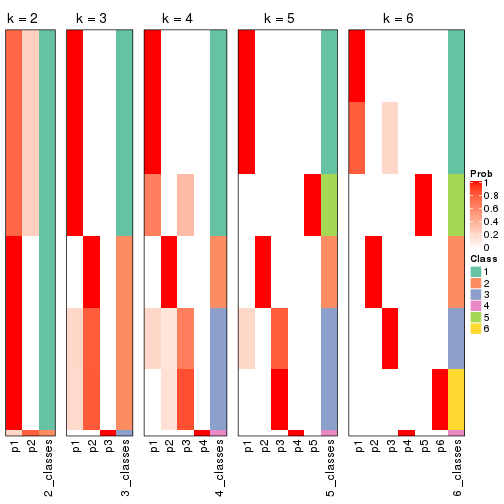 k = 2
k = 3
k = 4
k = 5
k = 6
Prob
1
0.8
0.6
0.4
0.2
0
Class
1
2
3
4
5
6
p1
p2
2_classes
p1
p2
p3
3_classes
p1
p2
p3
p4
4_classes
p1
p2
p3
p4
p5
5_classes
p1
p2
p3
p4
p5
p6
6_classes